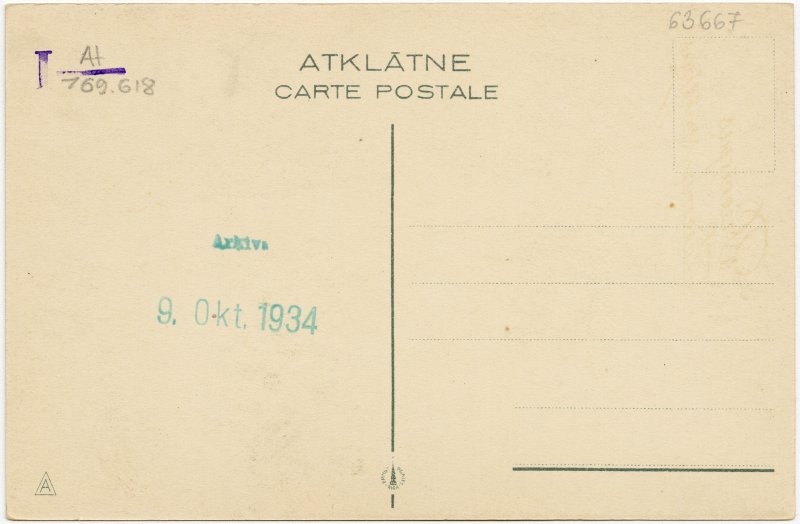 63667
At
769.618
ATKLĀTNE
CARTE POSTALE
Arkivs
9. Okt. 1934
A